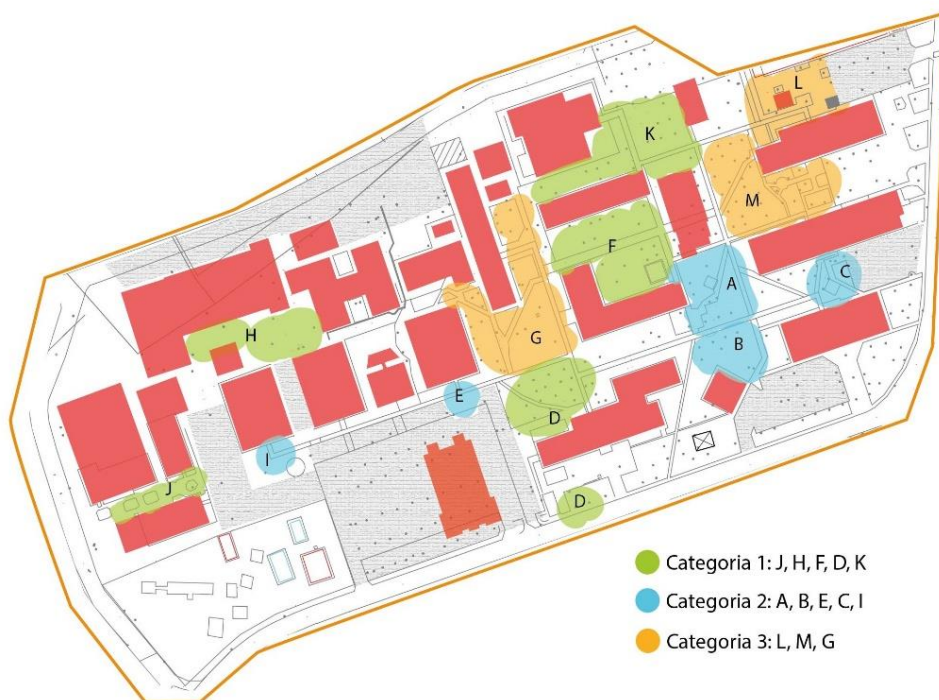 L
K
M
F
A
C
H
G
B
E
D
I
J
D
Categoria 1: J, H, F, D, K
Categoria 2: A, B, E, C, I
Categoria 3: L, M, G